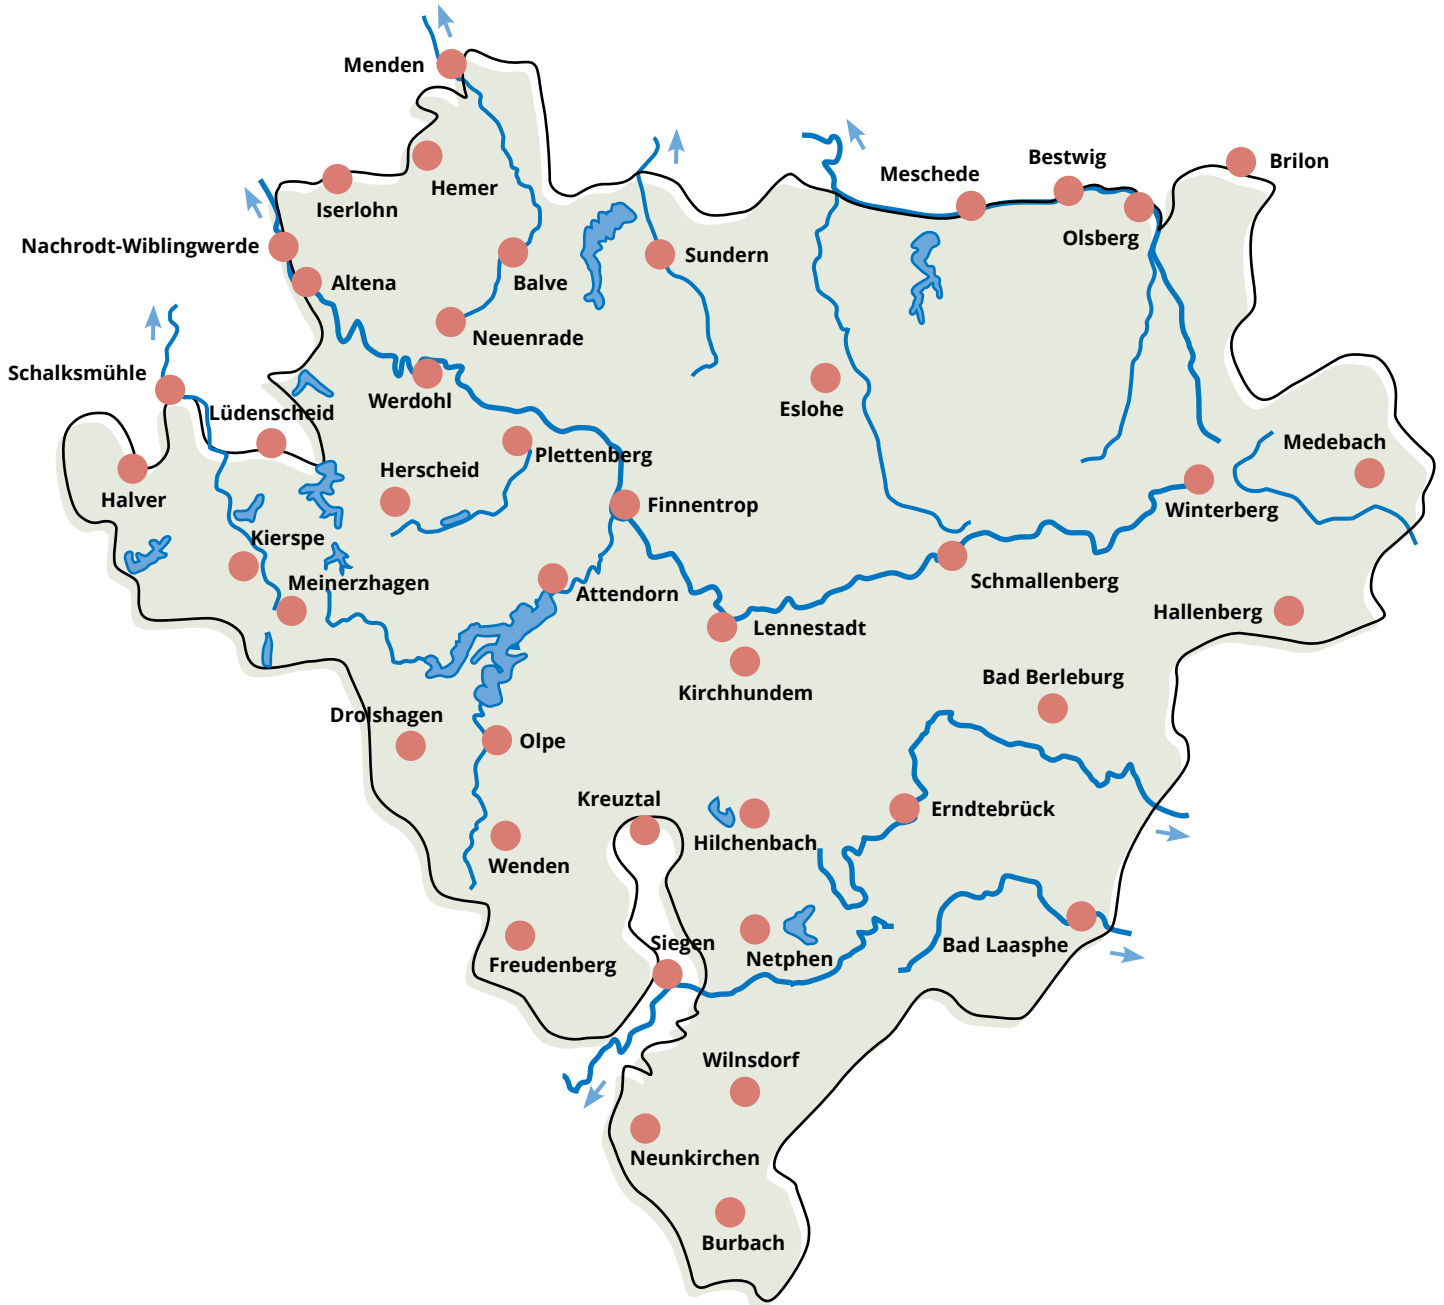 Menden
Bestwig
Brilon
Meschede
Hemer
Iserlohn
Olsberg
Nachrodt-Wiblingwerde
Sundern
Altena
Balve
Neuenrade
Schalksmühle
Werdohl
Lüdenscheid
Eslohe
Medebach
Plettenberg
Herscheid
Halver
Finnentrop
Winterberg
Kierspe
Schmallenberg
Meinerzhagen
Attendorn
Hallenberg
Lennestadt
Bad Berleburg
Kirchhundem
Drolshagen
Olpe
Kreuztal
Erndtebrück
Hilchenbach
Wenden
Siegen
Bad Laasphe
Netphen
Freudenberg
Wilnsdorf
Neunkirchen
Burbach